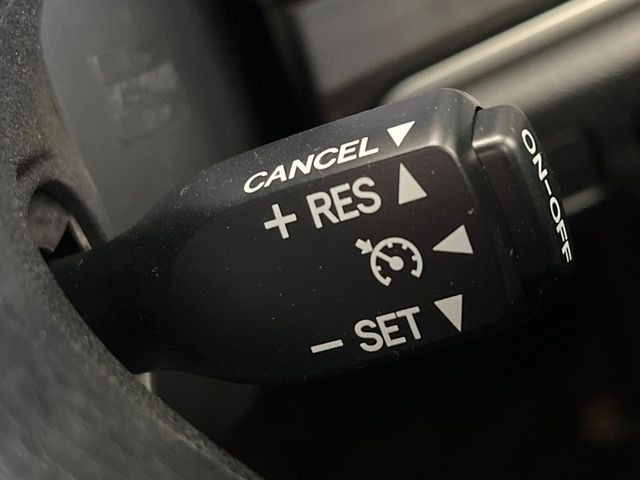 CANCEL
+ RES
- SET
ON-OFF